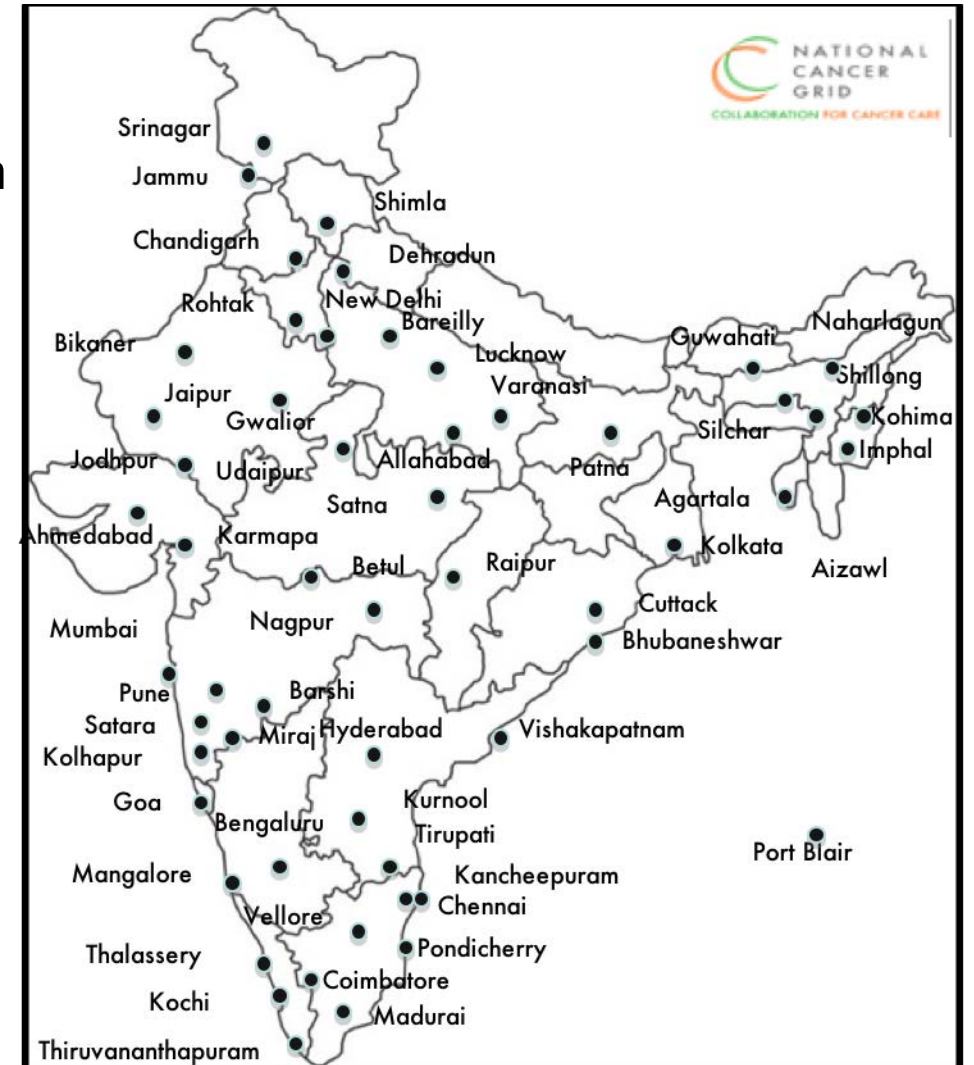 NATIONAL
CANCER
GRID
COLLABORATION FOR CANCER CARE
Srinagar
Jammu
Shimla
Chandigarh
Dehradun
Rohtak
New Delhi
Bareilly
Bikaner
Guwahati
Naharlagun
Lucknow
Shillong
Jaipur
Varanasi
Gwalior
Silchar
Kohima
Jodhpur
Udaipur
Allahabad
Patna
Imphal
Satna
Agartala
Ahmedabad
Karmapa
Kolkata
Betul
Raipur
Aizawl
Mumbai
Nagpur
Cuttack
Bhubaneshwar
Pune
Barshi
Satara
Miraj
Hyderabad
Vishakapatnam
Kolhapur
Goa
Bengaluru
Kurnool
Tirupati
Port Blair
Mangalore
Kancheepuram
Vellore
Chennai
Thalassery
Pondicherry
Coimbatore
Kochi
Madurai
Thiruvananthapuram